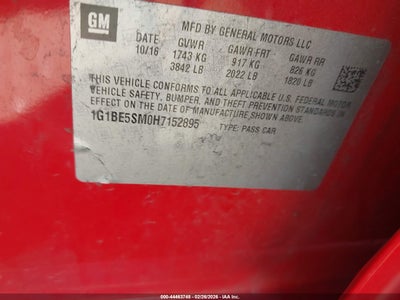 GM
MFD BY GENERAL MOTORS LLC
DATE GVWR GAWR FRT GAWR RR
10/16 1743 KG 917 KG 826 KG
3842 LB 2022 LB 1820 LB
THIS VEHICLE CONFORMS TO ALL APPLICABLE U.S. FEDERAL MOTOR
VEHICLE SAFETY, BUMPER, AND THEFT PREVENTION STANDARDS IN
EFFECT ON THE DATE OF MANUFACTURE SHOWN ABOVE.
1G1BE5SM0H7152895 TYPE: PASS CAR
000-44463748 - 02/26/2026 - IAA Inc.